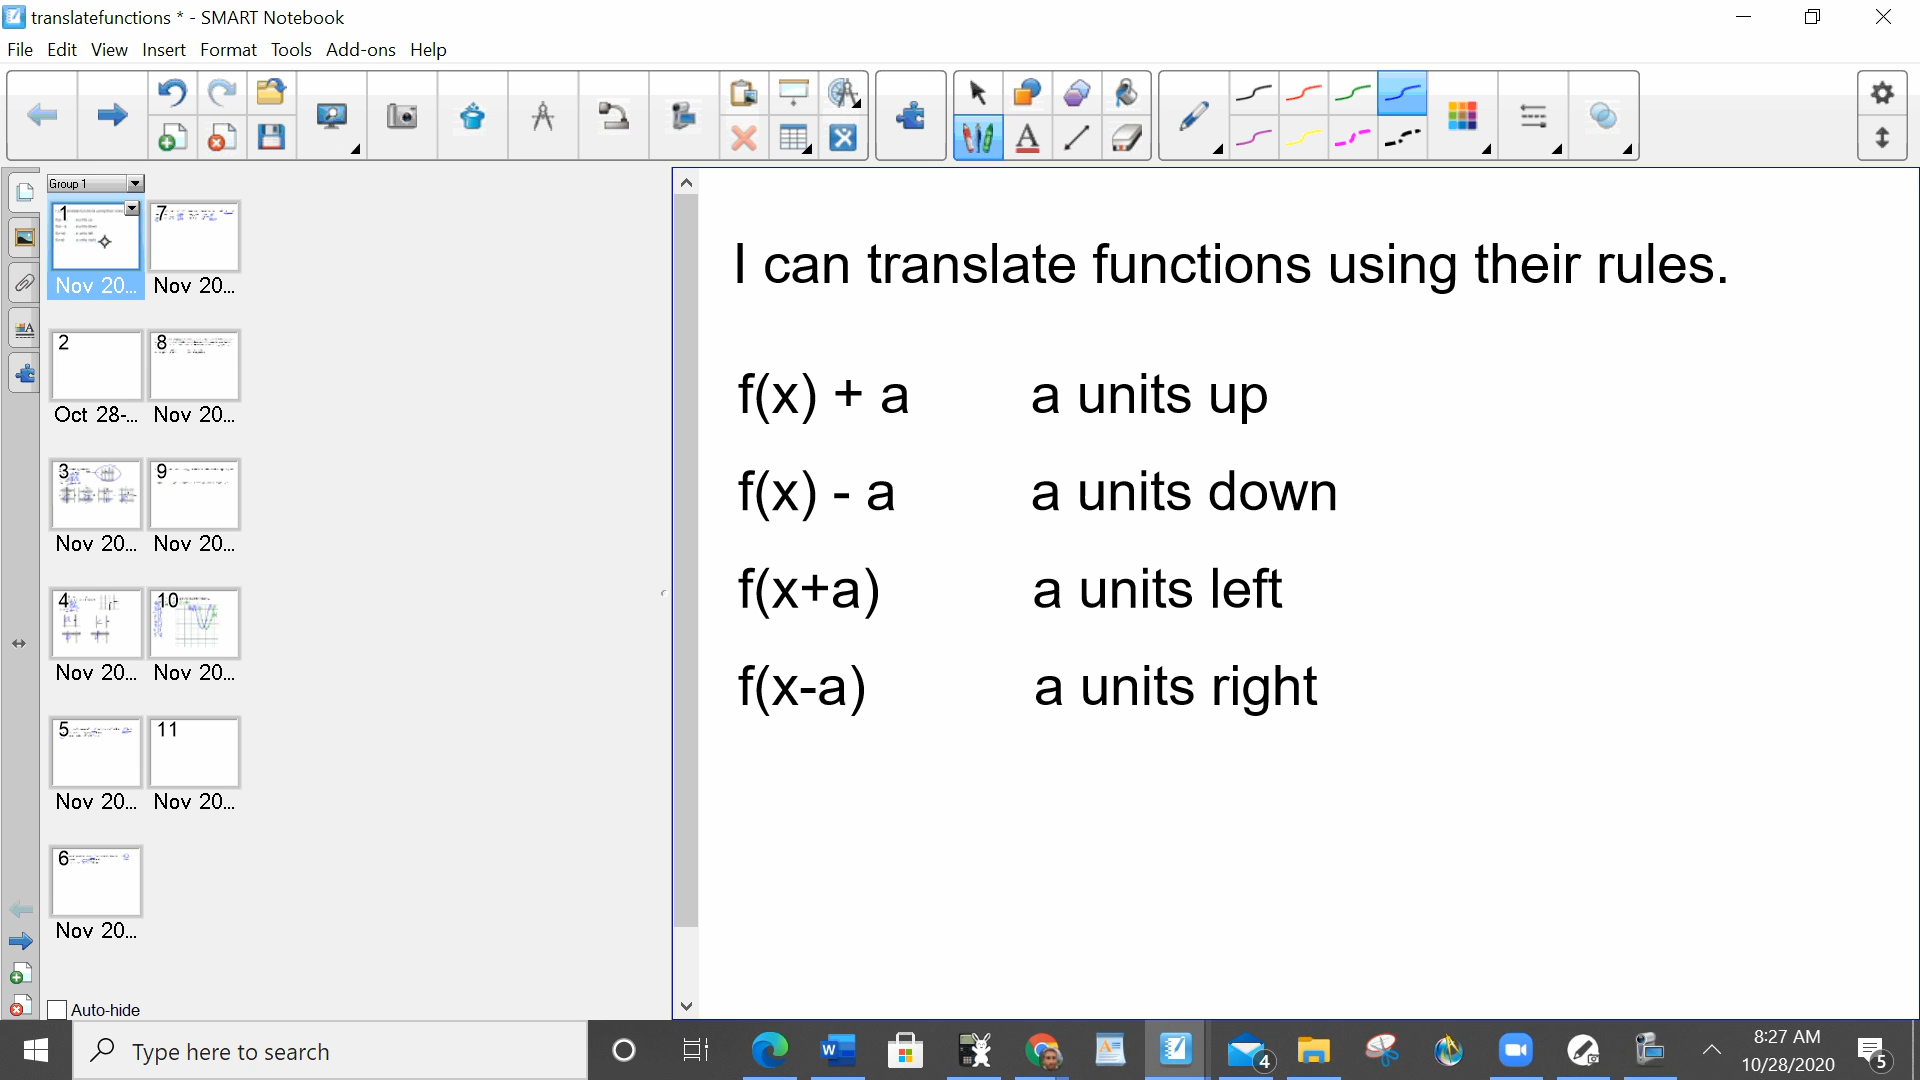 translatefunctions * - SMART Notebook
File Edit View Insert Format Tools Add-ons Help
Group 1
1
Nov 20...
7
Nov 20...
2
Oct 28-...
8
Nov 20...
3
Nov 20...
9
Nov 20...
4
Nov 20...
10
Nov 20...
5
Nov 20...
11
Nov 20...
6
Nov 20...
Auto-hide
I can translate functions using their rules.
f(x) + a a units up
f(x) - a a units down
f(x+a) a units left
f(x-a) a units right
Type here to search
4
8:27 AM
10/28/2020
5